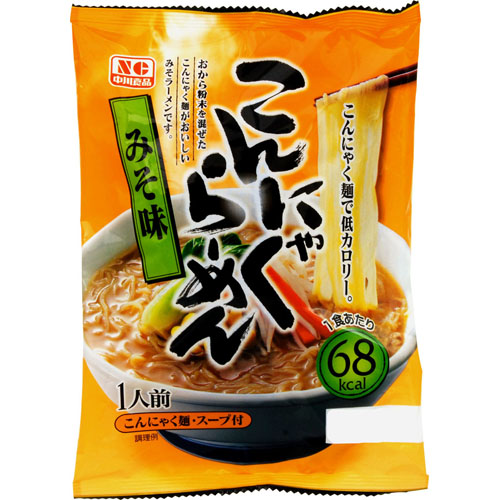 NC
中川食品
おから粉末を混ぜた
こんにゃく麺がおいしい
みそラーメンです。
みそ味
こんにゃく
らーめん
こんにゃく麺で低カロリー。
1食あたり
68
kcal
1人前
こんにゃく麺・スープ付
調理例